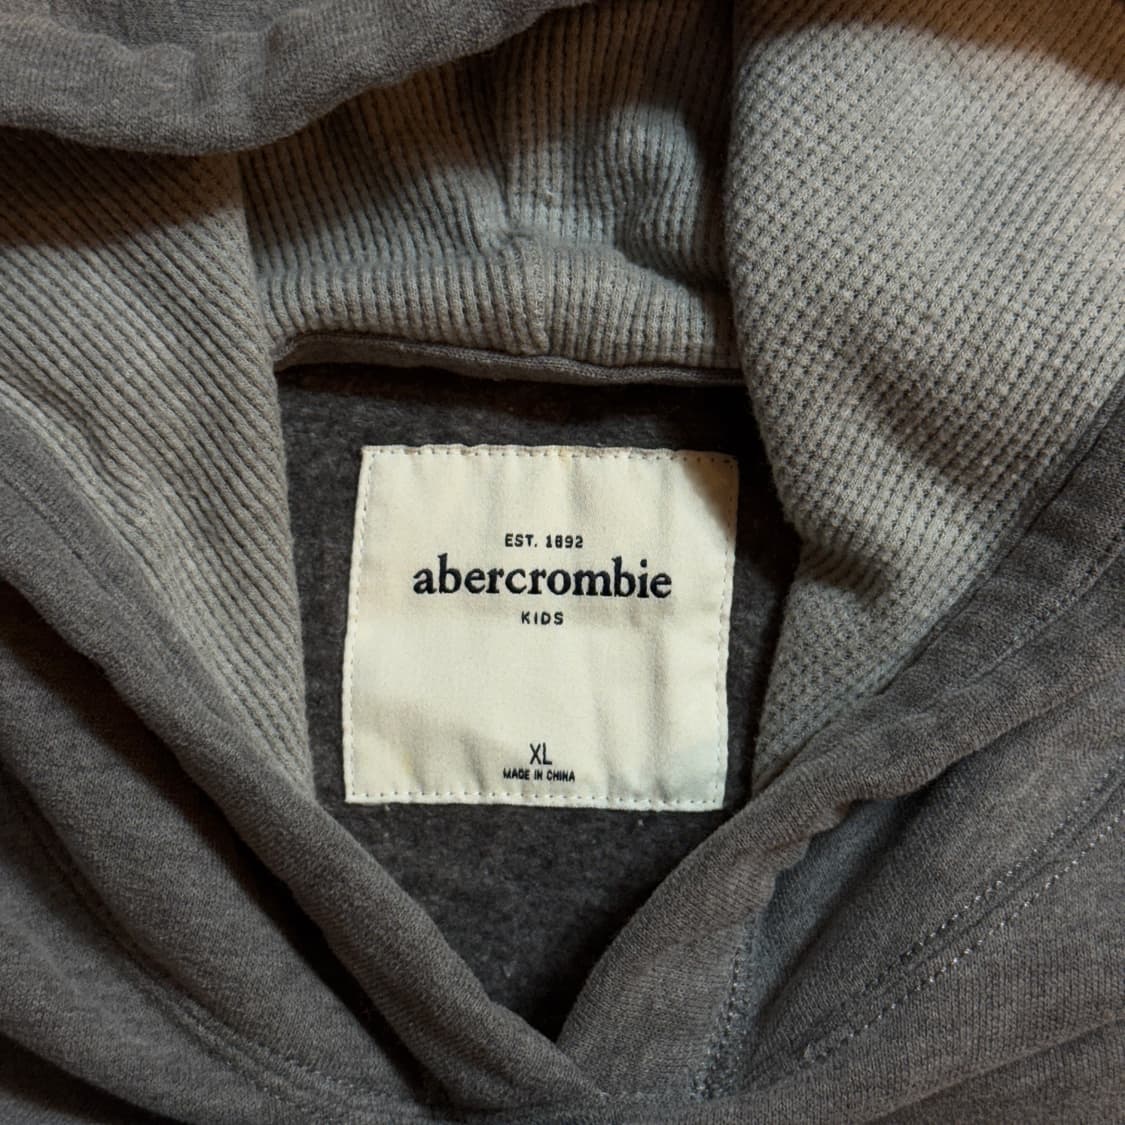 EST. 1892
abercrombie
KIDS
XL
MADE IN CHINA